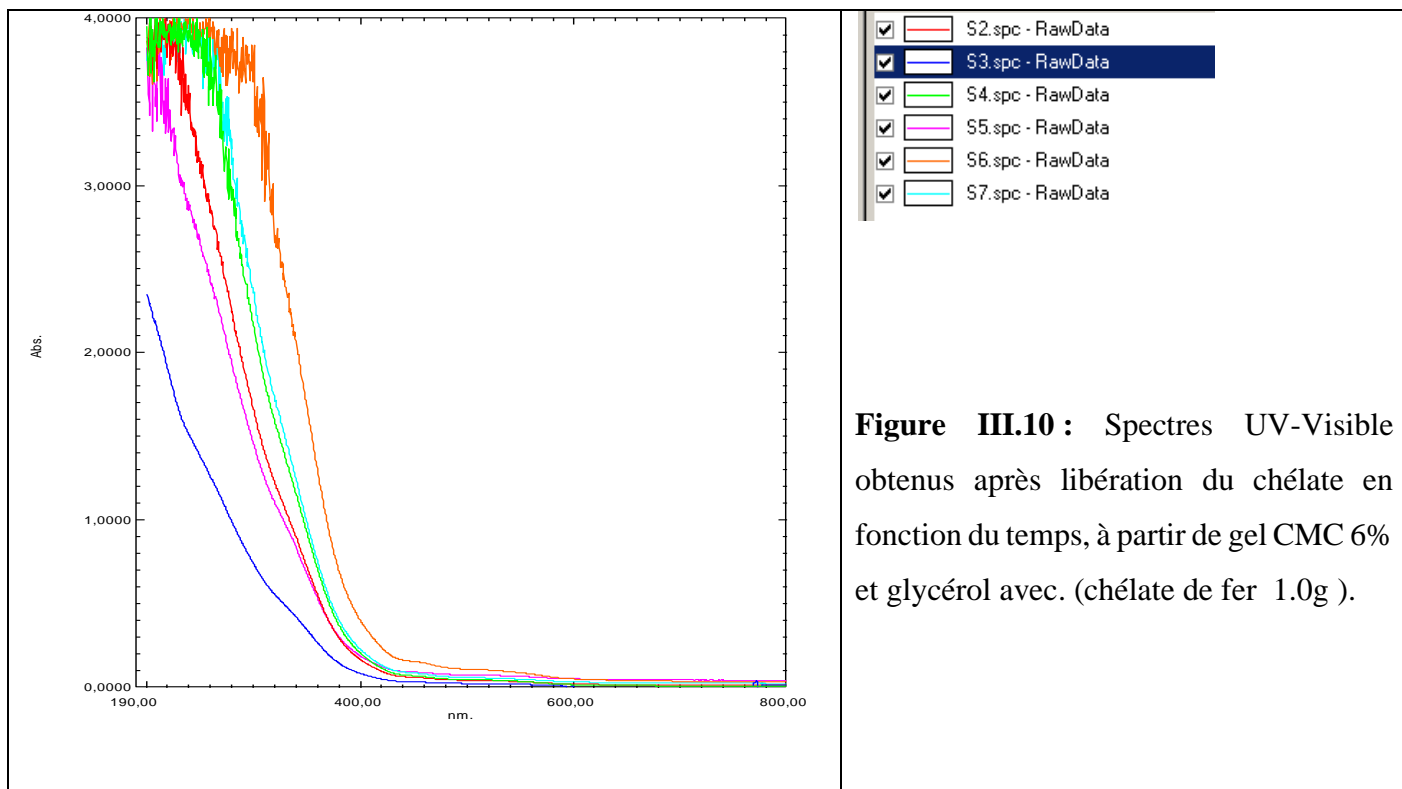 4,0000
3,0000
2,0000
1,0000
0,0000
Abs.
190,00 400,00 600,00 800,00
nm.
S2.spc - RawData
S3.spc - RawData
S4.spc - RawData
S5.spc - RawData
S6.spc - RawData
S7.spc - RawData
Figure III.10 : Spectres UV-Visible
obtenus après libération du chélate en
fonction du temps, à partir de gel CMC 6%
et glycérol avec. (chélate de fer 1.0g ).